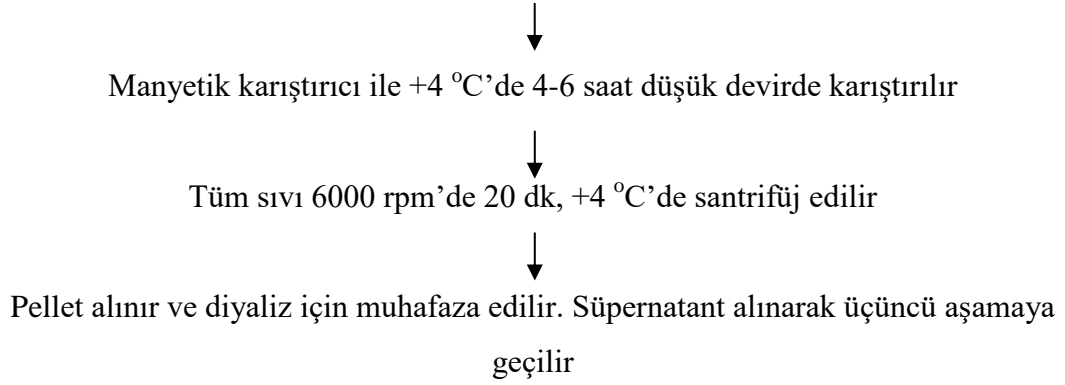 Manyetik karıştırıcı ile +4 °C’de 4-6 saat düşük devirde karıştırılır
Tüm sıvı 6000 rpm’de 20 dk, +4 °C’de santrifüj edilir
Pellet alınır ve diyaliz için muhafaza edilir. Süpernatant alınarak üçüncü aşamaya
geçilir